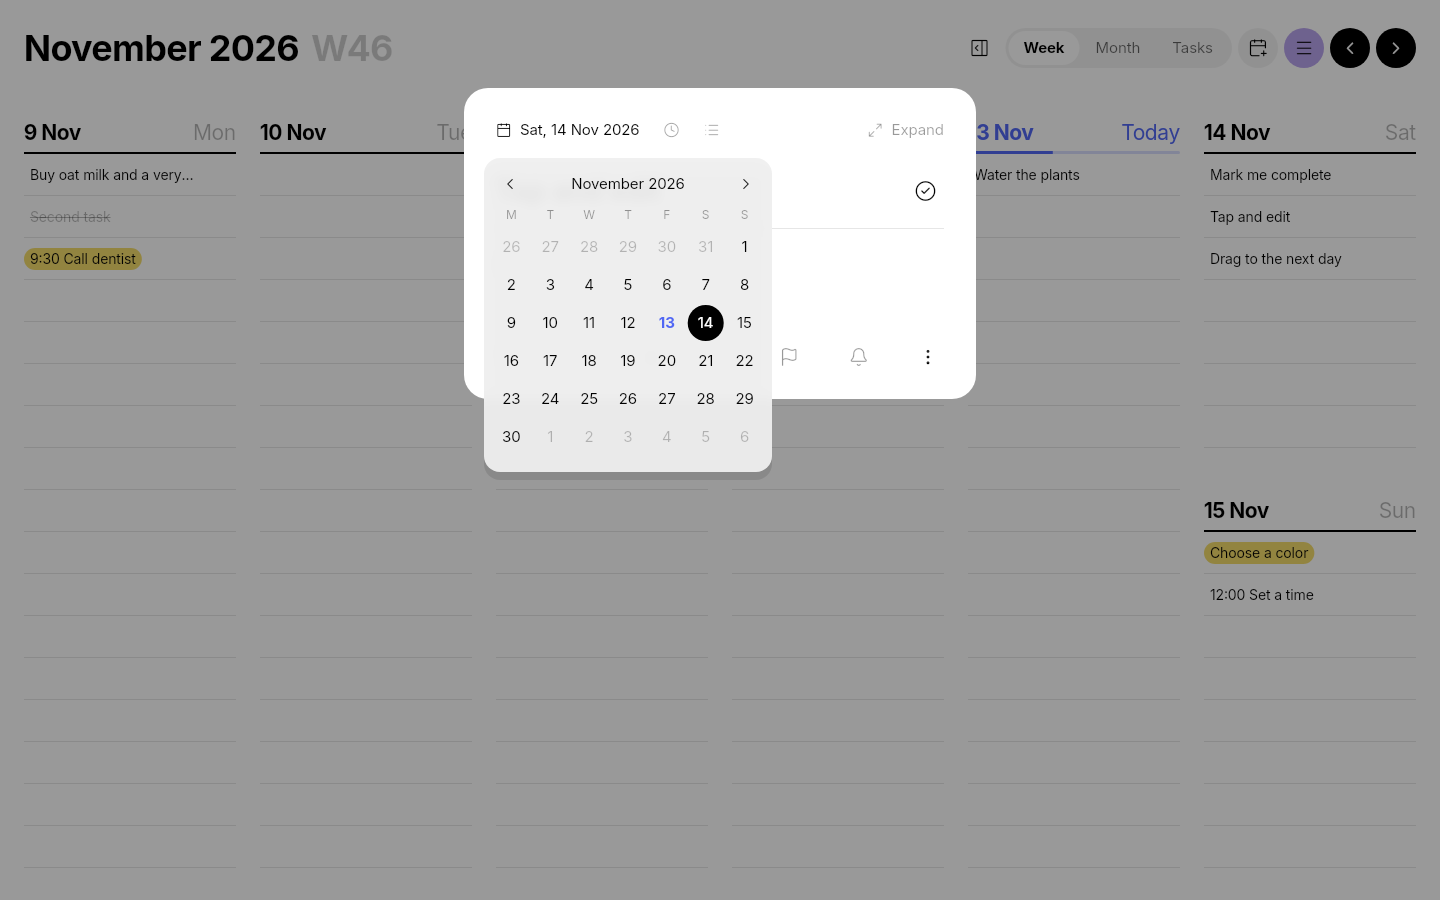 November 2026 W46
Week Month Tasks
Sat, 14 Nov 2026
Expand
9 Nov Mon
Buy oat milk and a very...
Second task
9:30 Call dentist
10 Nov
November 2026
M T W T F S S
26 27 28 29 30 31 1
2 3 4 5 6 7 8
9 10 11 12 13 14 15
16 17 18 19 20 21 22
23 24 25 26 27 28 29
30 1 2 3 4 5 6
3 Nov Today
Water the plants
14 Nov Sat
Mark me complete
Tap and edit
Drag to the next day
15 Nov Sun
Choose a color
12:00 Set a time